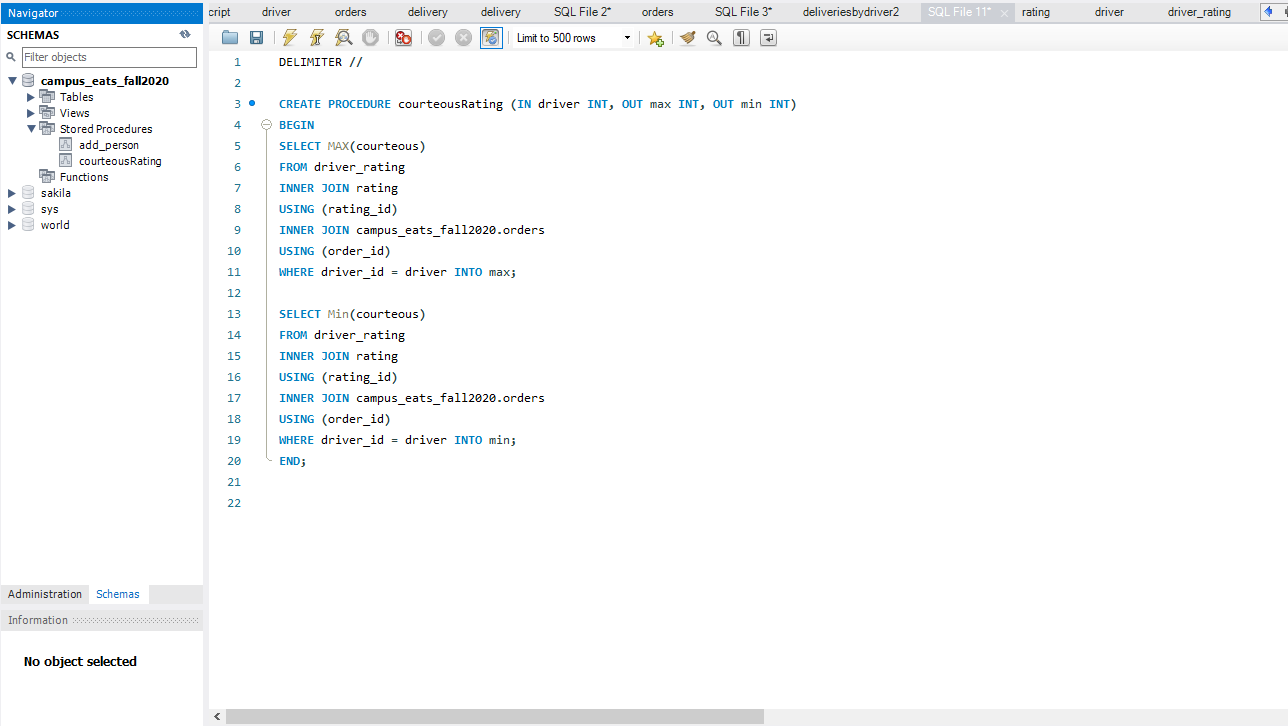 Navigator
SCHEMAS
Filter objects
campus_eats_fall2020
Tables
Views
Stored Procedures
add_person
courteousRating
Functions
sakila
sys
world
Administration Schemas
Information
No object selected
cript driver orders delivery delivery SQL File 2* orders SQL File 3* deliveriesbydriver2 SQL File 11* rating driver driver_rating
Limit to 500 rows
1 DELIMITER //
2
3 CREATE PROCEDURE courteousRating (IN driver INT, OUT max INT, OUT min INT)
4 BEGIN
5 SELECT MAX(courteous)
6 FROM driver_rating
7 INNER JOIN rating
8 USING (rating_id)
9 INNER JOIN campus_eats_fall2020.orders
10 USING (order_id)
11 WHERE driver_id = driver INTO max;
12
13 SELECT Min(courteous)
14 FROM driver_rating
15 INNER JOIN rating
16 USING (rating_id)
17 INNER JOIN campus_eats_fall2020.orders
18 USING (order_id)
19 WHERE driver_id = driver INTO min;
20 END;
21
22